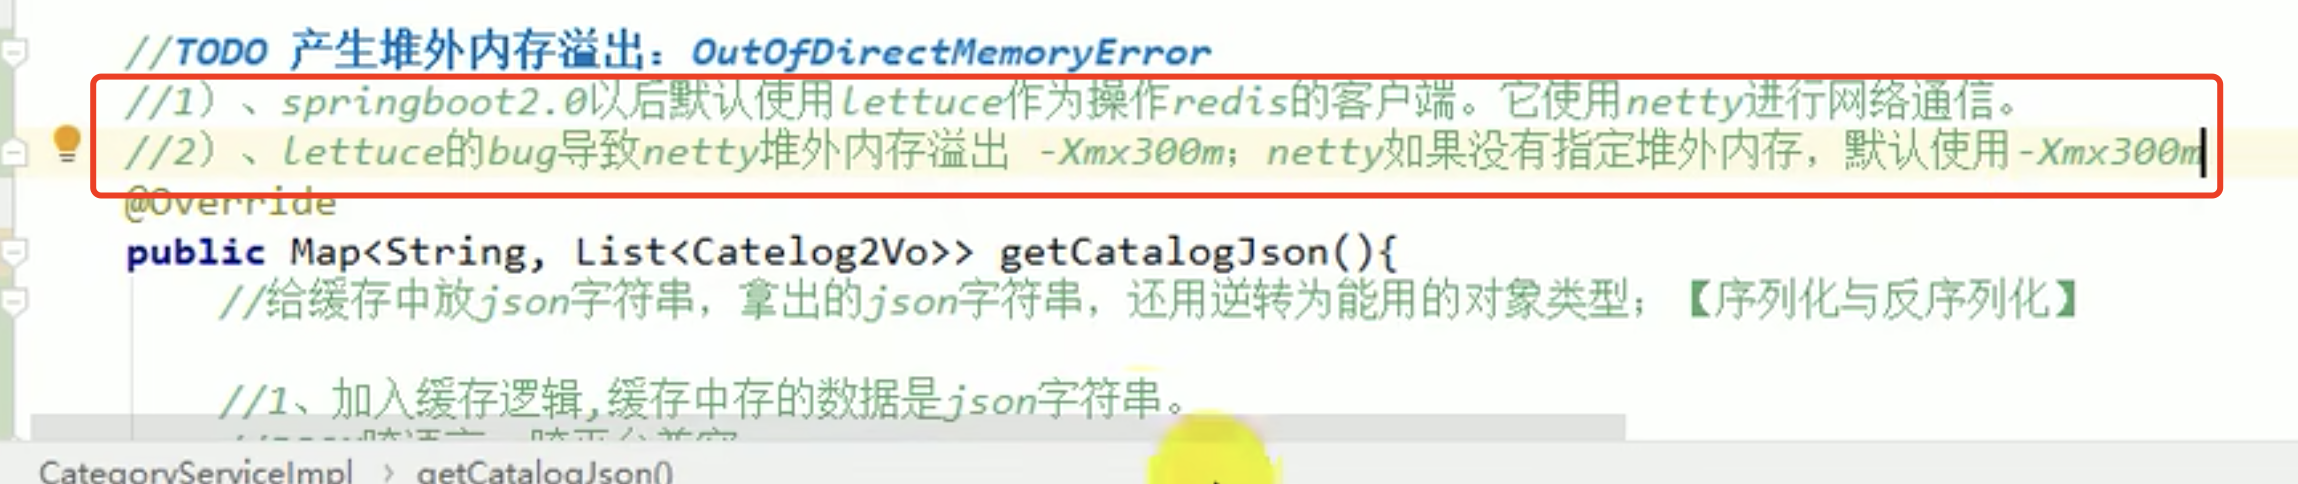 //TODO 产生堆外内存溢出：OutOfDirectMemoryError
//1）、springboot2.0以后默认使用lettuce作为操作redis的客户端。它使用netty进行网络通信。
//2）、lettuce的bug导致netty堆外内存溢出 -Xmx300m；netty如果没有指定堆外内存，默认使用-Xmx300m
@Override
public Map<String, List<Catelog2Vo>> getCatalogJson(){
//给缓存中放json字符串，拿出的json字符串，还用逆转为能用的对象类型；【序列化与反序列化】
//1、加入缓存逻辑,缓存中存的数据是json字符串。
CategoryServiceImpl › getCatalogJson()